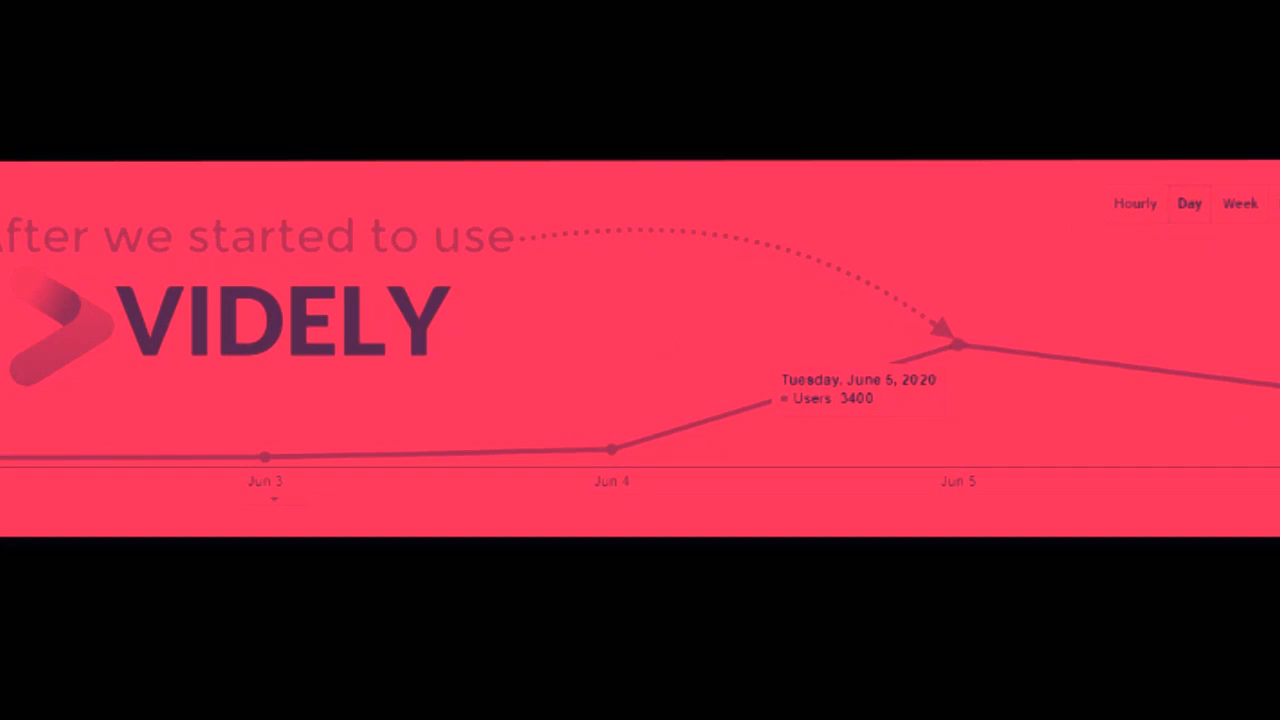 fter we started to use
VIDELY
Hourly Day Week
Tuesday, June 5, 2020
Users 3400
Jun 3
Jun 4
Jun 5